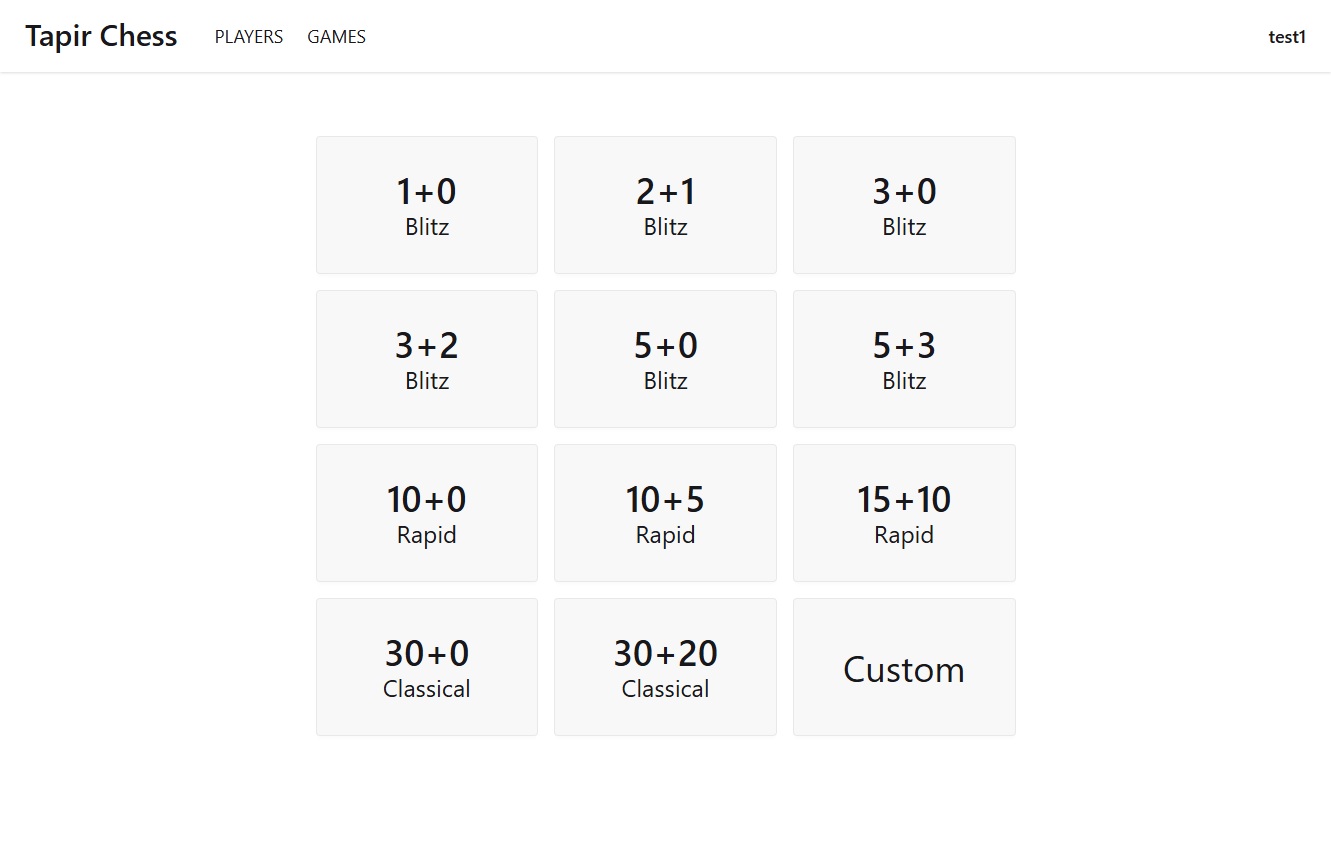 Tapir Chess PLAYERS GAMES test1
1+0 2+1 3+0
Blitz Blitz Blitz
3+2 5+0 5+3
Blitz Blitz Blitz
10+0 10+5 15+10
Rapid Rapid Rapid
30+0 30+20
Classical Classical
Custom